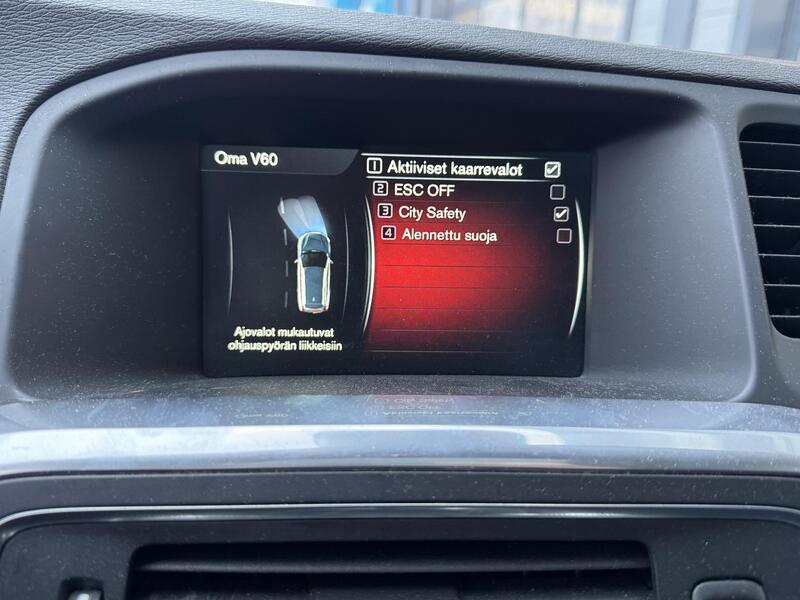 Oma V60
1 Aktiiviset kaarrevalot
2 ESC OFF
3 City Safety
4 Alennettu suoja
Ajovalot mukautuvat
ohjauspyörän liikkeisiin